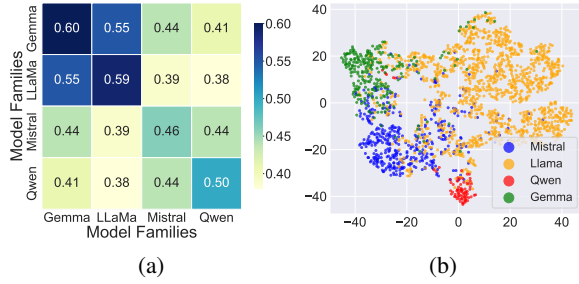 Model Families
Gemma
LLaMa
Mistral
Qwen
0.60 0.55 0.44 0.41
0.55 0.59 0.39 0.38
0.44 0.39 0.46 0.44
0.41 0.38 0.44 0.50
Gemma LLaMa Mistral Qwen
Model Families
0.60
0.55
0.50
0.45
0.40
(a)
40
20
0
−20
−40
−40 −20 0 20 40
Mistral
Llama
Qwen
Gemma
(b)